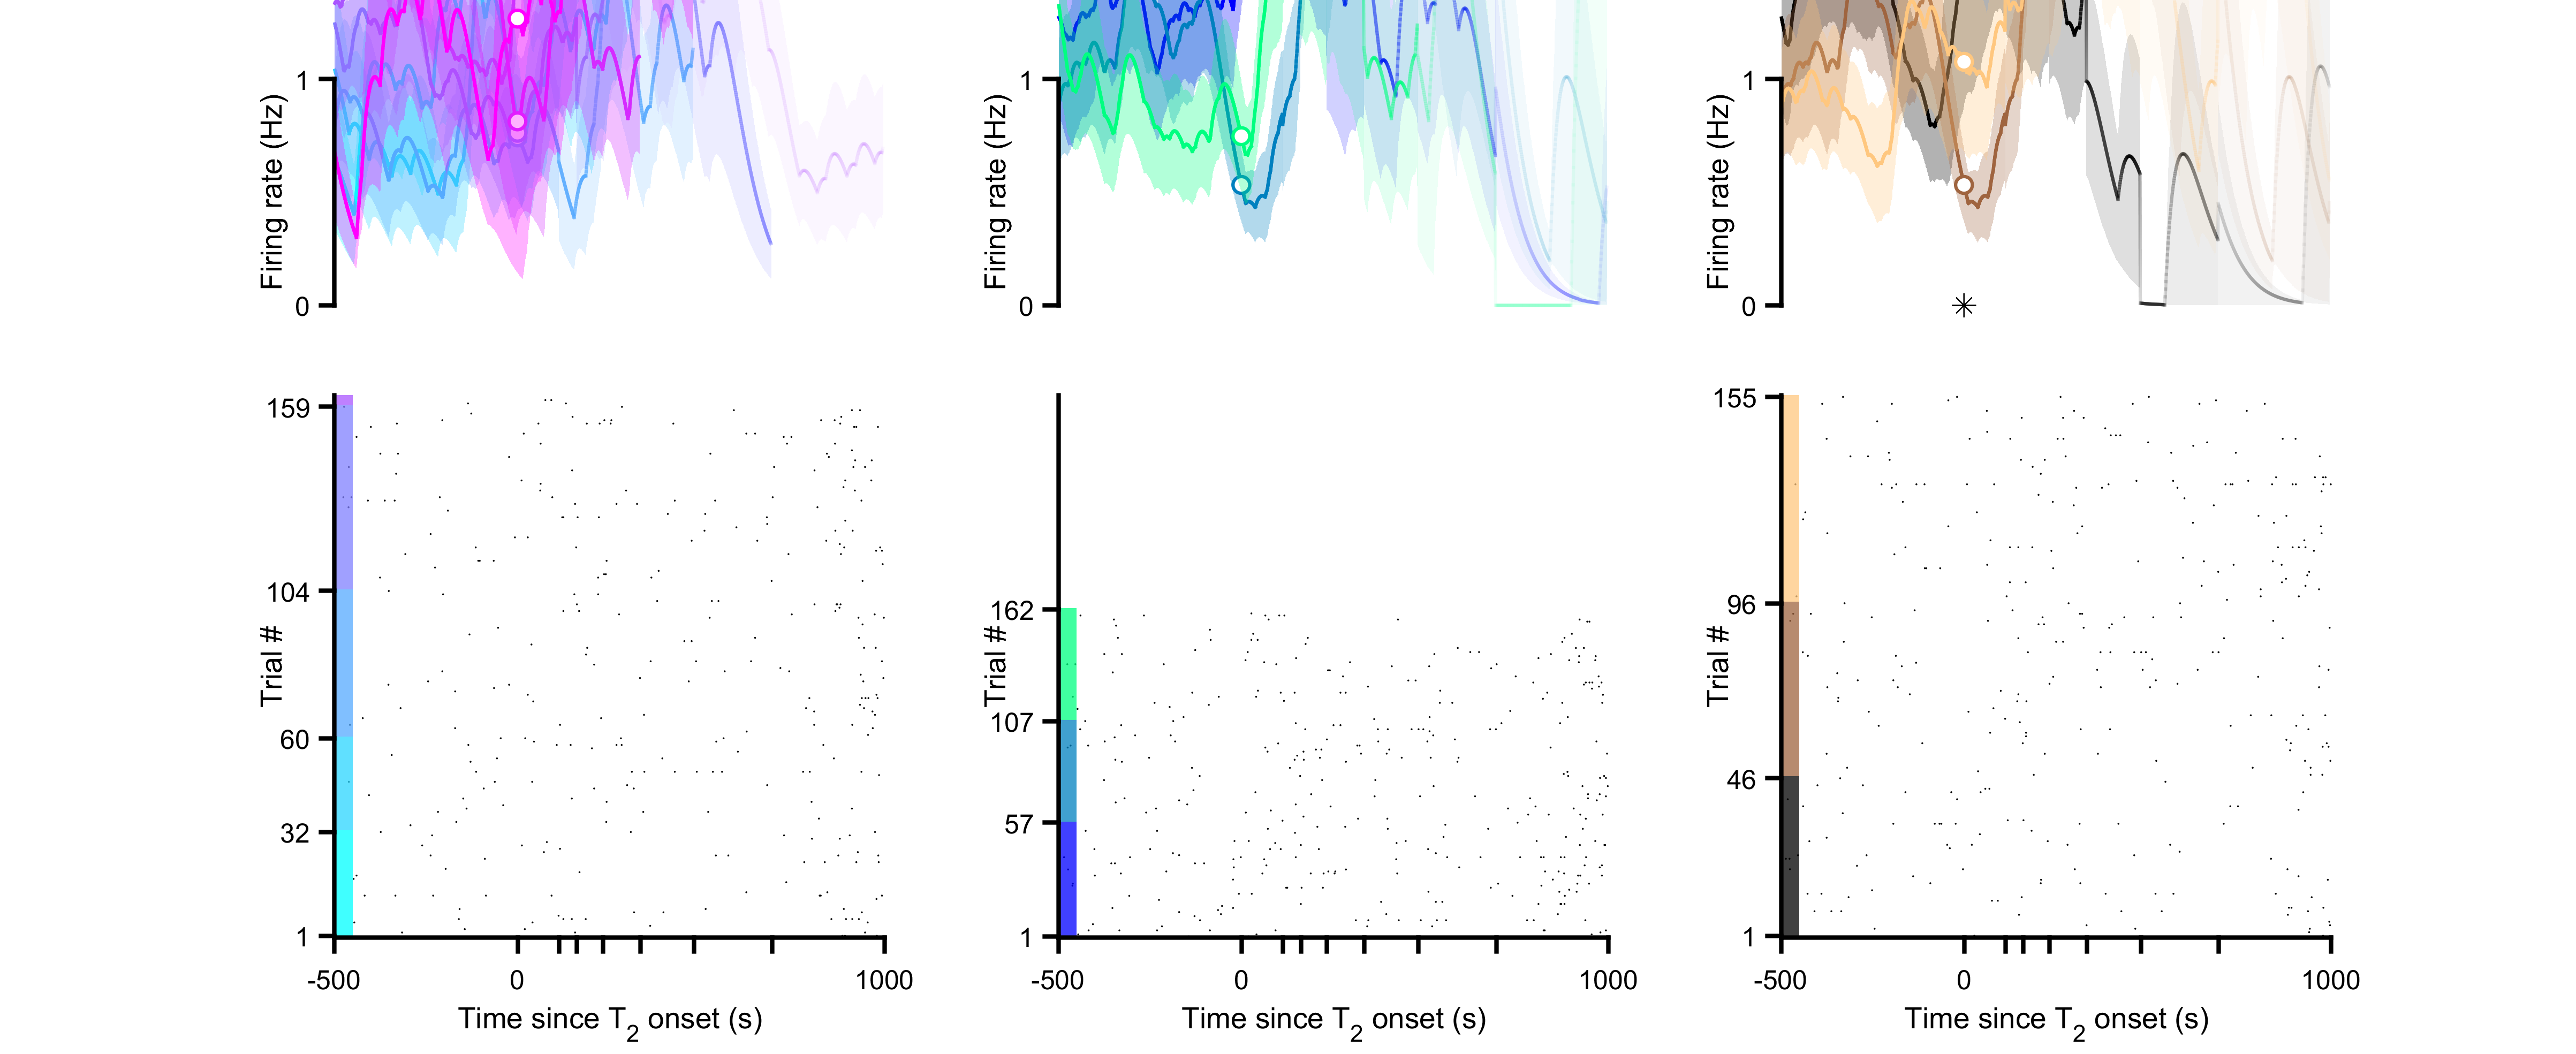 1
0
Firing rate (Hz)
1
0
Firing rate (Hz)
1
0
Firing rate (Hz)
159
104
60
32
1
Trial #
-500 0 1000
Time since T2 onset (s)
162
107
57
1
Trial #
-500 0 1000
Time since T2 onset (s)
155
96
46
1
Trial #
-500 0 1000
Time since T2 onset (s)